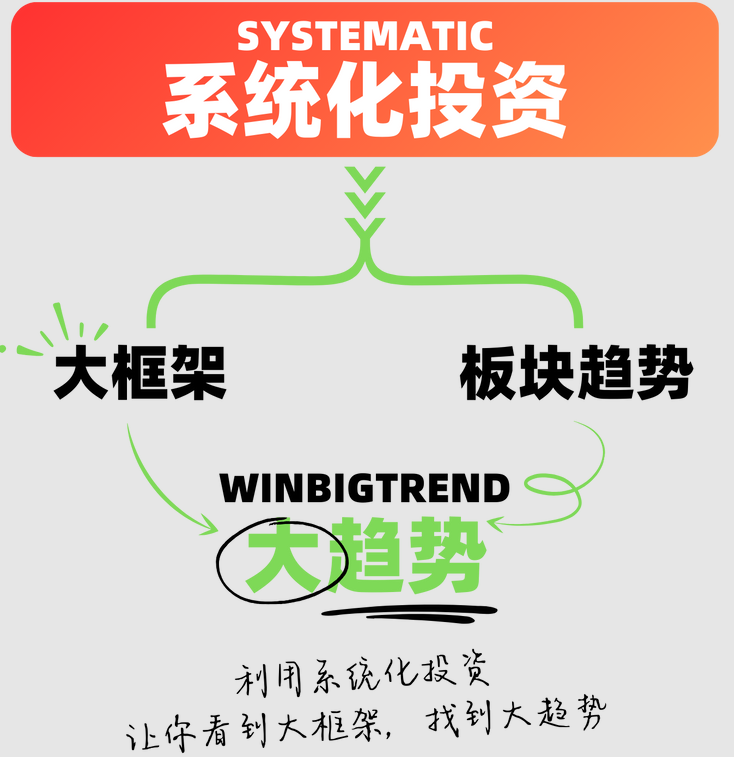 SYSTEMATIC
系统化投资
大框架
板块趋势
WINBIGTREND
大趋势
利用系统化投资
让你看到大框架, 找到大趋势